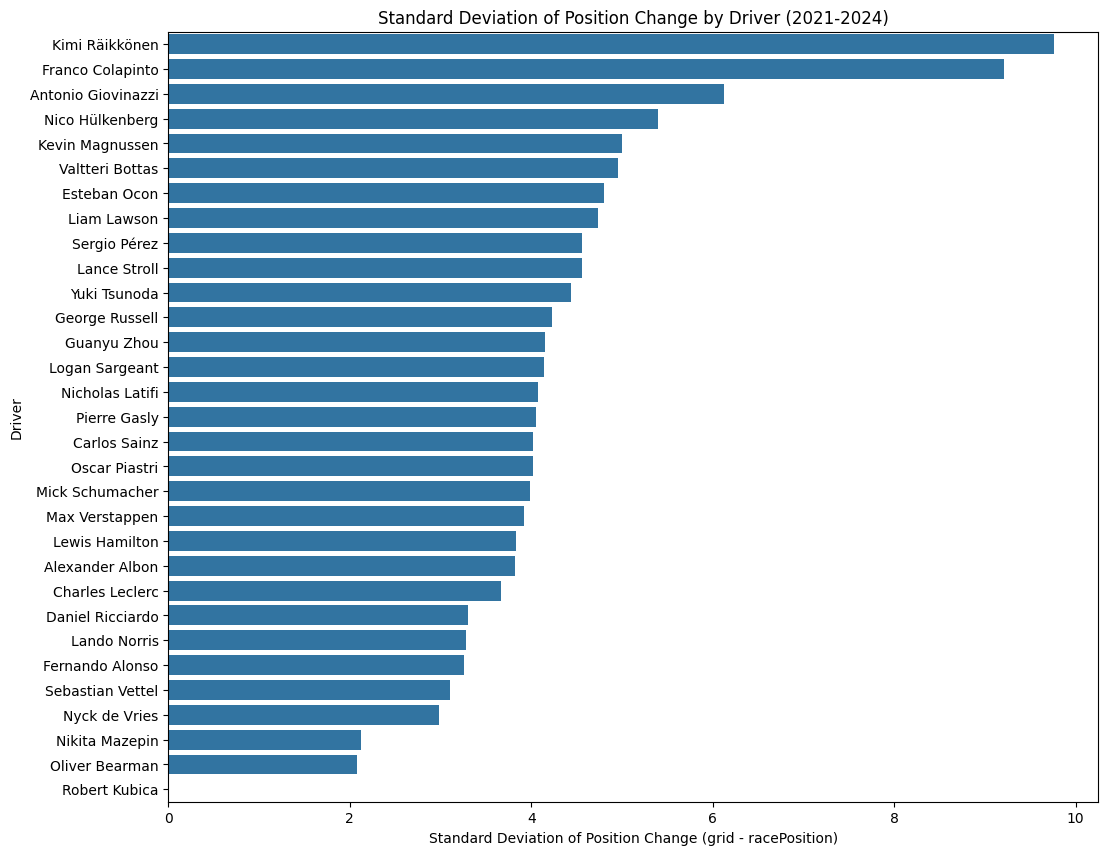 Standard Deviation of Position Change by Driver (2021-2024)
Kimi Räikkönen
Franco Colapinto
Antonio Giovinazzi
Nico Hülkenberg
Kevin Magnussen
Valtteri Bottas
Esteban Ocon
Liam Lawson
Sergio Pérez
Lance Stroll
Yuki Tsunoda
George Russell
Guanyu Zhou
Logan Sargeant
Nicholas Latifi
Pierre Gasly
Carlos Sainz
Oscar Piastri
Mick Schumacher
Max Verstappen
Lewis Hamilton
Alexander Albon
Charles Leclerc
Daniel Ricciardo
Lando Norris
Fernando Alonso
Sebastian Vettel
Nyck de Vries
Nikita Mazepin
Oliver Bearman
Robert Kubica
Driver
0 2 4 6 8 10
Standard Deviation of Position Change (grid - racePosition)